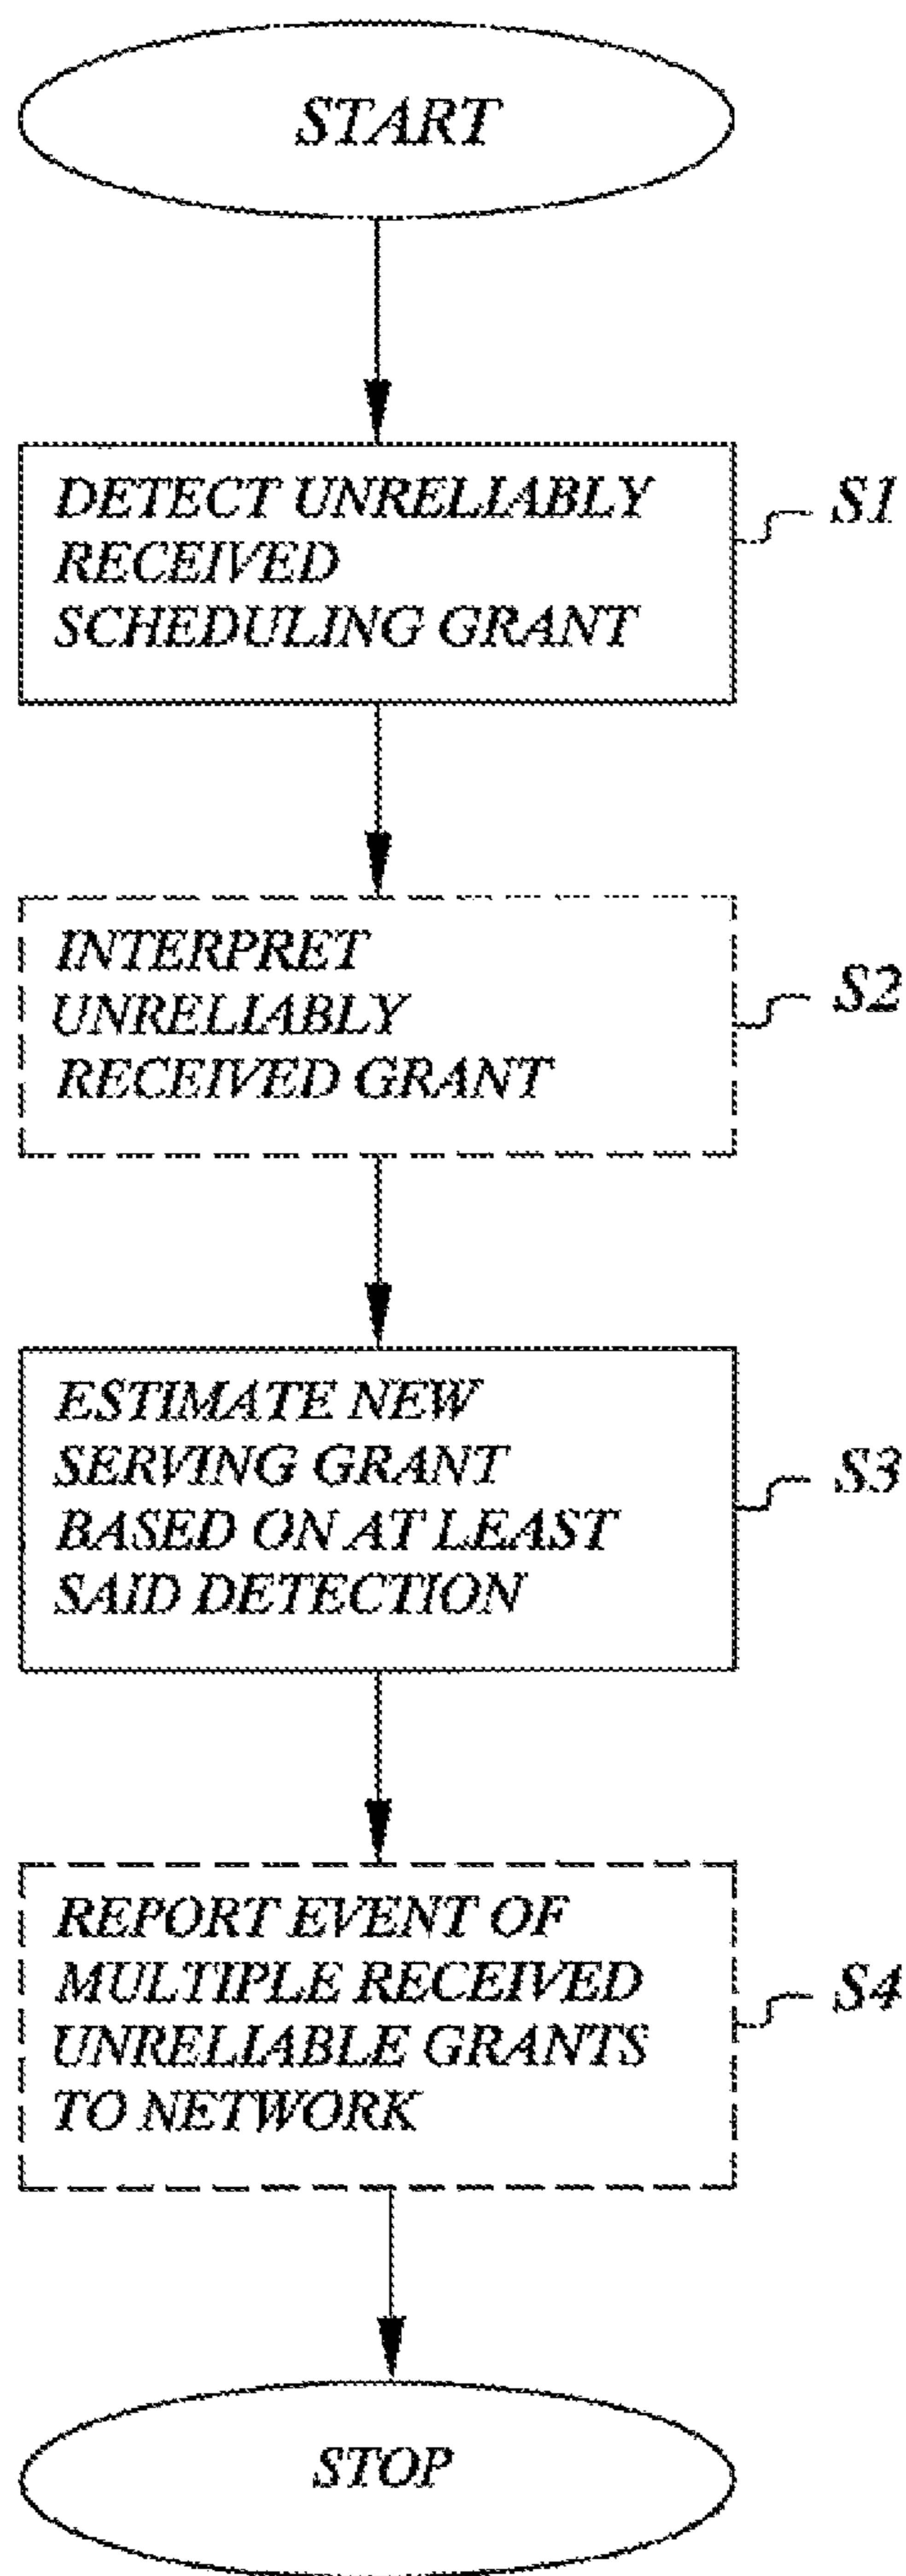 START
DETECT UNRELIABLY
RECEIVED
SCHEDULING GRANT
S1
INTERPRET
UNRELIABLY
RECEIVED GRANT
S2
ESTIMATE NEW
SERVING GRANT
BASED ON AT LEAST
SAID DETECTION
S3
REPORT EVENT OF
MULTIPLE RECEIVED
UNRELIABLE GRANTS
TO NETWORK
S4
STOP